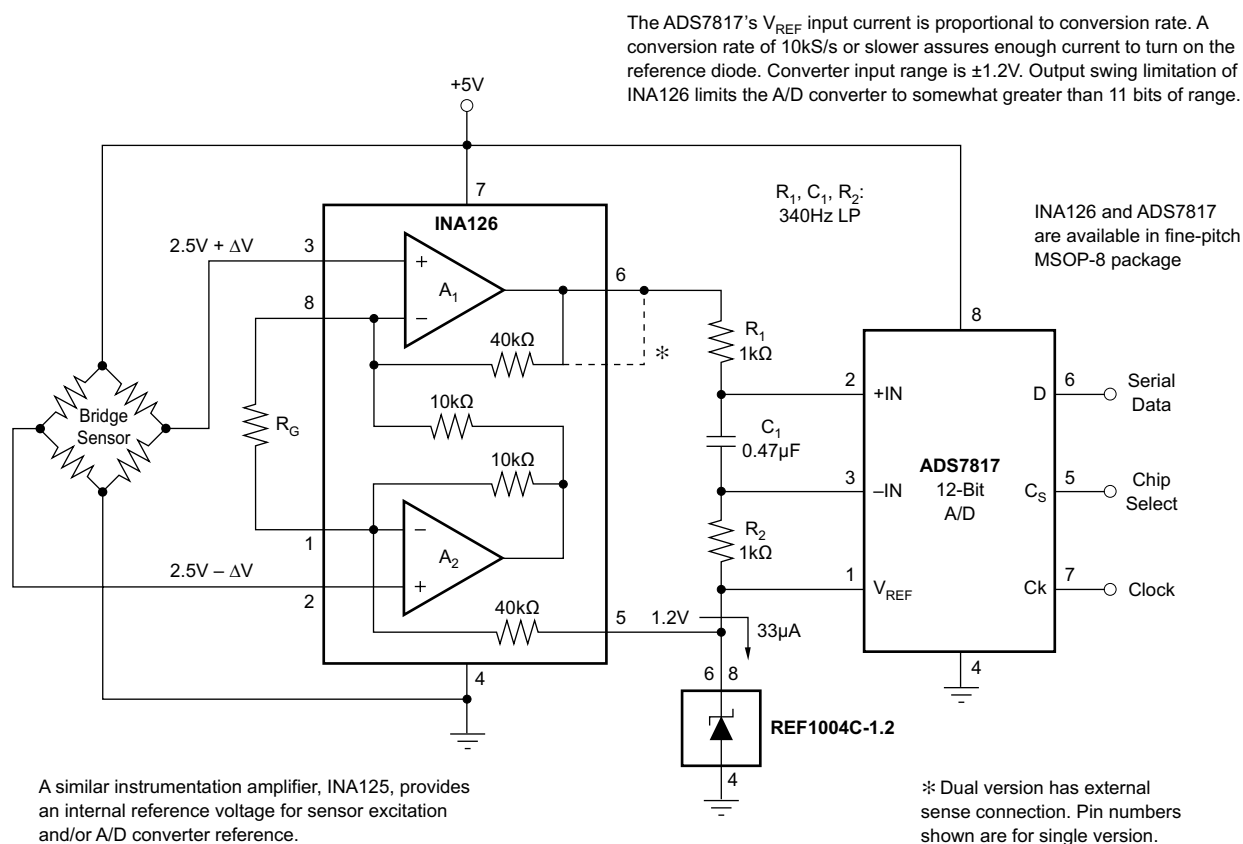 The ADS7817’s VREF input current is proportional to conversion rate. A
conversion rate of 10kS/s or slower assures enough current to turn on the
reference diode. Converter input range is ±1.2V. Output swing limitation of
INA126 limits the A/D converter to somewhat greater than 11 bits of range.
+5V
7
INA126
R1, C1, R2:
340Hz LP
INA126 and ADS7817
are available in fine-pitch
MSOP-8 package
2.5V + ΔV
3
+
A1
–
6
8
8
40kΩ
*
R1
1kΩ
Bridge
Sensor
RG
10kΩ
10kΩ
C1
0.47µF
2
+IN
D
6
Serial
Data
ADS7817
12-Bit
A/D
3
–IN
CS
5
Chip
Select
1
–
A2
+
2.5V – ΔV
2
R2
1kΩ
1
VREF
Ck
7
Clock
40kΩ
5
1.2V
33µA
4
4
6
8
REF1004C-1.2
4
A similar instrumentation amplifier, INA125, provides
an internal reference voltage for sensor excitation
and/or A/D converter reference.
* Dual version has external
sense connection. Pin numbers
shown are for single version.